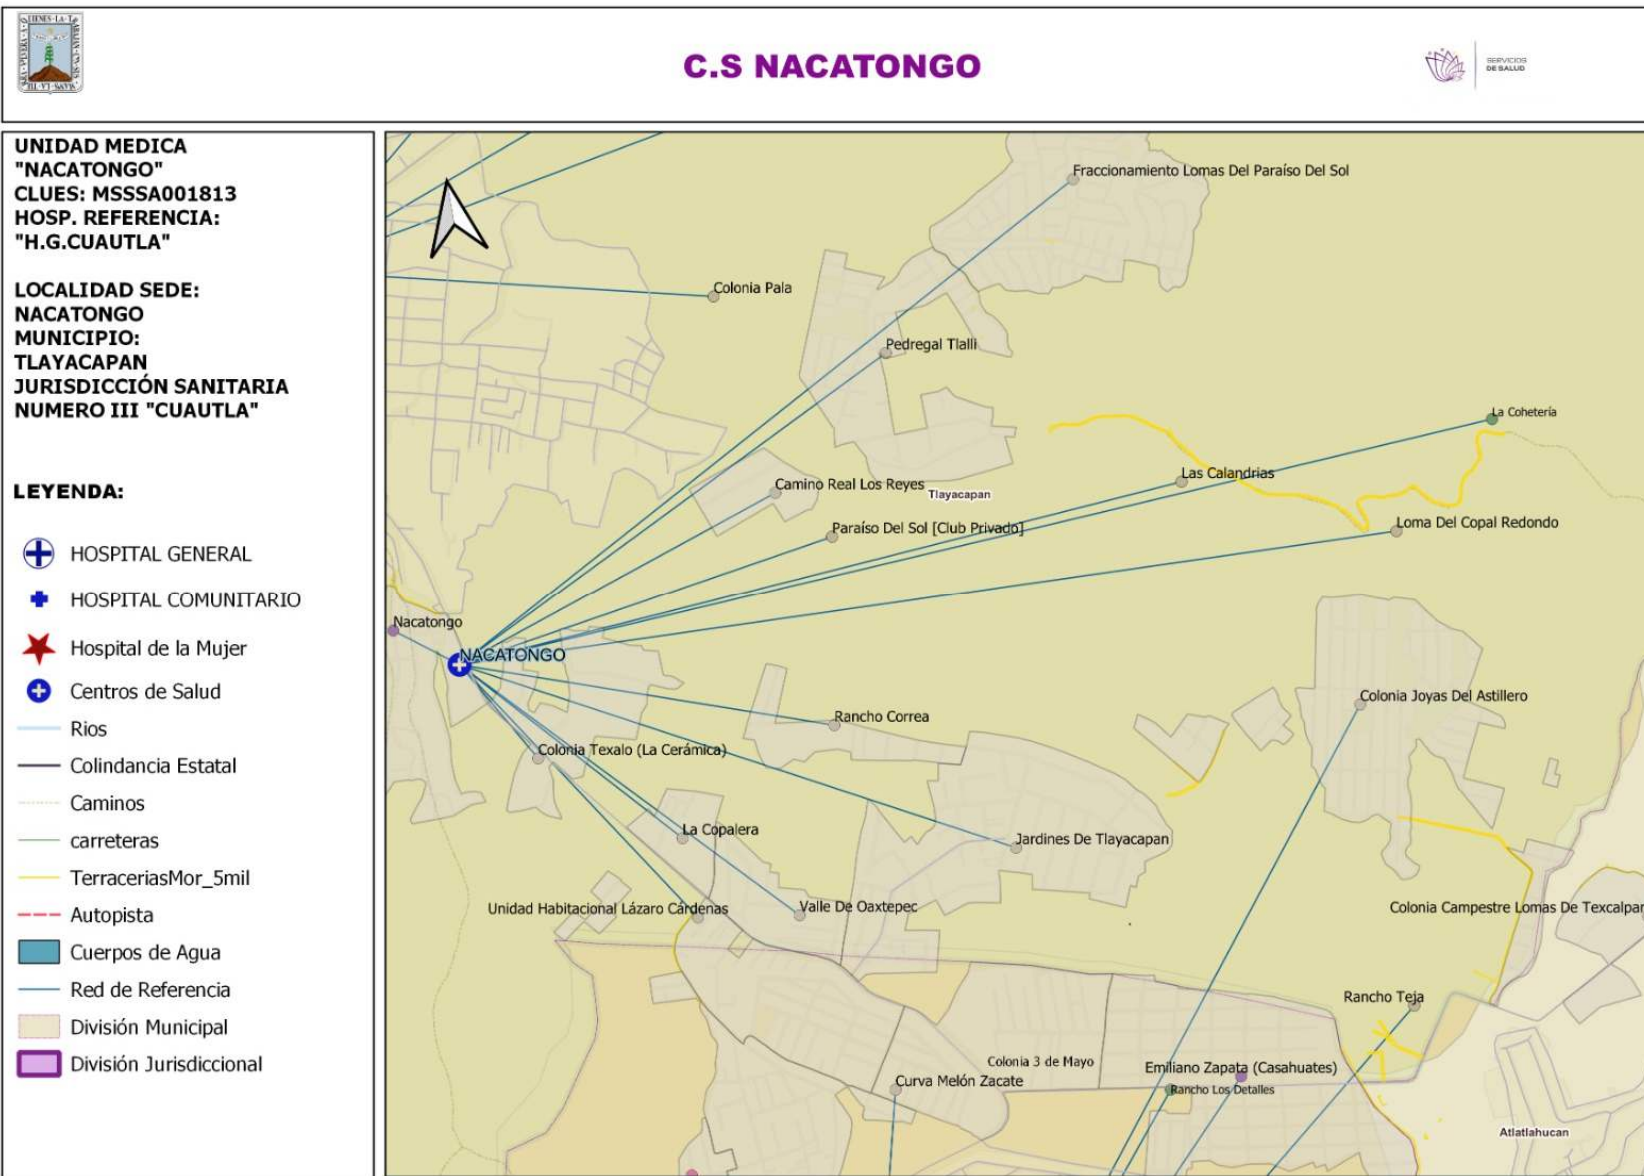 C.S NACATONGO
SERVICIOS
DE SALUD
UNIDAD MEDICA
"NACATONGO"
CLUES: MSSSA001813
HOSP. REFERENCIA:
"H.G.CUAUTLA"
LOCALIDAD SEDE:
NACATONGO
MUNICIPIO:
TLAYACAPAN
JURISDICCIÓN SANITARIA
NUMERO III "CUAUTLA"
LEYENDA:
HOSPITAL GENERAL
HOSPITAL COMUNITARIO
Hospital de la Mujer
Centros de Salud
Rios
Colindancia Estatal
Caminos
carreteras
TerraceriasMor_5mil
Autopista
Cuerpos de Agua
Red de Referencia
División Municipal
División Jurisdiccional
Fraccionamiento Lomas Del Paraíso Del Sol
Colonia Pala
Pedregal Tlalli
La Cohetería
Las Calandrias
Camino Real Los Reyes
Tlayacapan
Loma Del Copal Redondo
Paraíso Del Sol [Club Privado]
Nacatongo
NACATONGO
Colonia Joyas Del Astillero
Rancho Correa
Colonia Texalo (La Cerámica)
La Copalera
Jardines De Tlayacapan
Unidad Habitacional Lázaro Cárdenas
Valle De Oaxtepec
Colonia Campestre Lomas De Texcalpan
Rancho Teja
Colonia 3 de Mayo
Emiliano Zapata (Casahuates)
Curva Melón Zacate
Rancho Los Detalles
Atlatlahucan